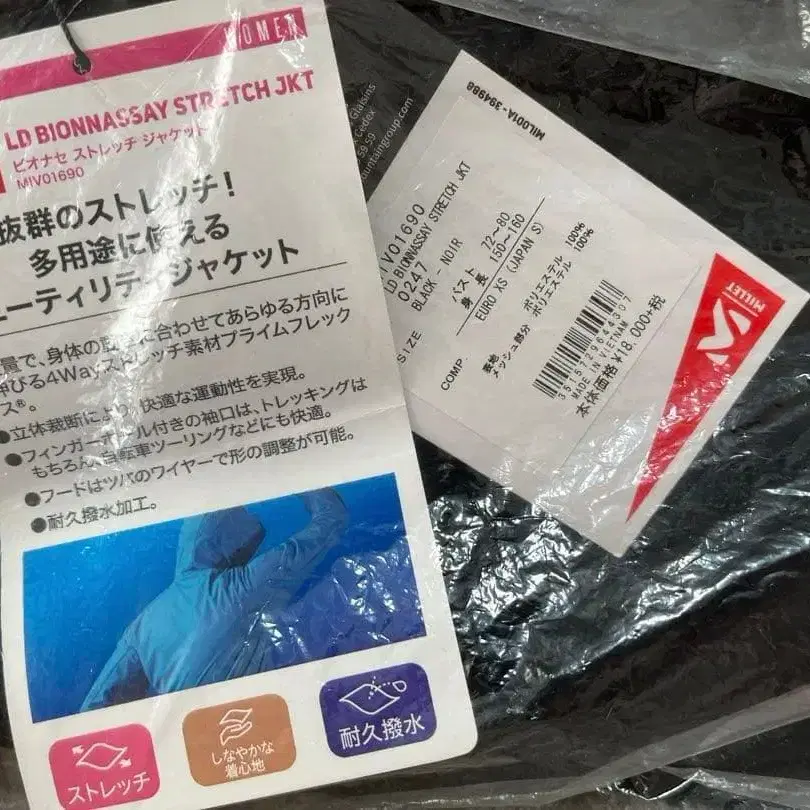 WOMEN
LD BIONNASSAY STRETCH JKT
ビオナセ ストレッチ ジャケット
MIV01690
抜群のストレッチ!
多用途に使える
ーティリティジャケット
量で、身体の動きに合わせてあらゆる方向に
伸びる4Wayストレッチ素材プライムフレック
ス®。
●立体裁断により、快適な運動性を実現。
●フィンガーホール付きの袖口は、トレッキングは
もちろん、自転車ツーリングなどにも快適。
●フードはツバのワイヤーで形の調整が可能。
●耐久撥水加工。
ストレッチ
しなやかな
着心地
耐久撥水
Glaisins
Cedex
59 59
ountaingroup.com
MIL001A-394988
IV01690
LD BIONNASSAY STRETCH JKT
0247
BLACK - NOIR
SIZE
バスト 72〜80
身 長 150〜160
EURO XS (JAPAN S)
COMP.
表地 ポリエステル 100%
メッシュ部分 ポリエステル 100%
3515729644307
MADE IN VIETNAM
本体価格¥18,000+税
MILLET